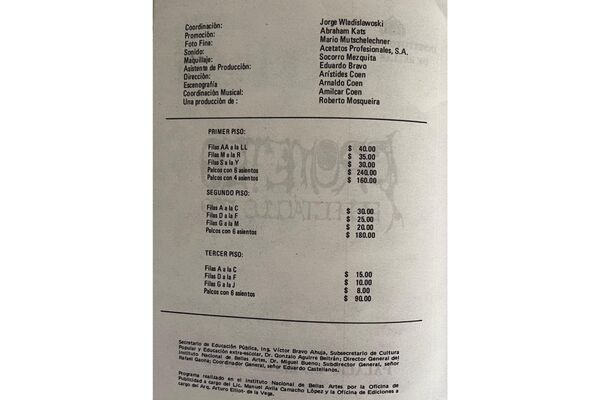 Coordinación: Jorge Wladislawoski
Promoción: Abraham Kats
Foto Fina: Mario Mutschelechner
Sonido: Acetatos Profesionales, S.A.
Maquillaje: Socorro Mezquita
Asistente de Producción: Eduardo Bravo
Dirección: Arístides Coen
Escenografía Arnaldo Coen
Coordinación Musical: Amílcar Coen
Una producción de : Roberto Mosqueira
PRIMER PISO:
Filas AA a la LL $ 40.00
Filas M a la R $ 35.00
Filas S a la Y $ 30.00
Palcos con 6 asientos $ 240.00
Palcos con 4 asientos $ 160.00
SEGUNDO PISO:
Filas A a la C $ 30.00
Filas D a la F $ 25.00
Filas G a la M $ 20.00
Palcos con 6 asientos $ 180.00
TERCER PISO:
Filas A a la C $ 15.00
Filas D a la F $ 10.00
Filas G a la J $ 8.00
Palcos con 6 asientos $ 90.00
Secretario de Educación Pública, Ing. Víctor Bravo Ahuja, Subsecretario de Cultura
Popular y Educación extra-escolar, Dr. Gonzalo Aguirre Beltrán; Director General del
Instituto Nacional de Bellas Artes, Dr. Miguel Bueno; Subdirector General, señor
Rafael Gaona; Coordinador General, señor Eduardo Castellanos.
Programa realizado en el Instituto Nacional de Bellas Artes por la Oficina de
Publicidad a cargo del Lic. Manuel Avila Camacho López y la Oficina de Ediciones a
cargo del Arq. Arturo Ellion- de la Vega.